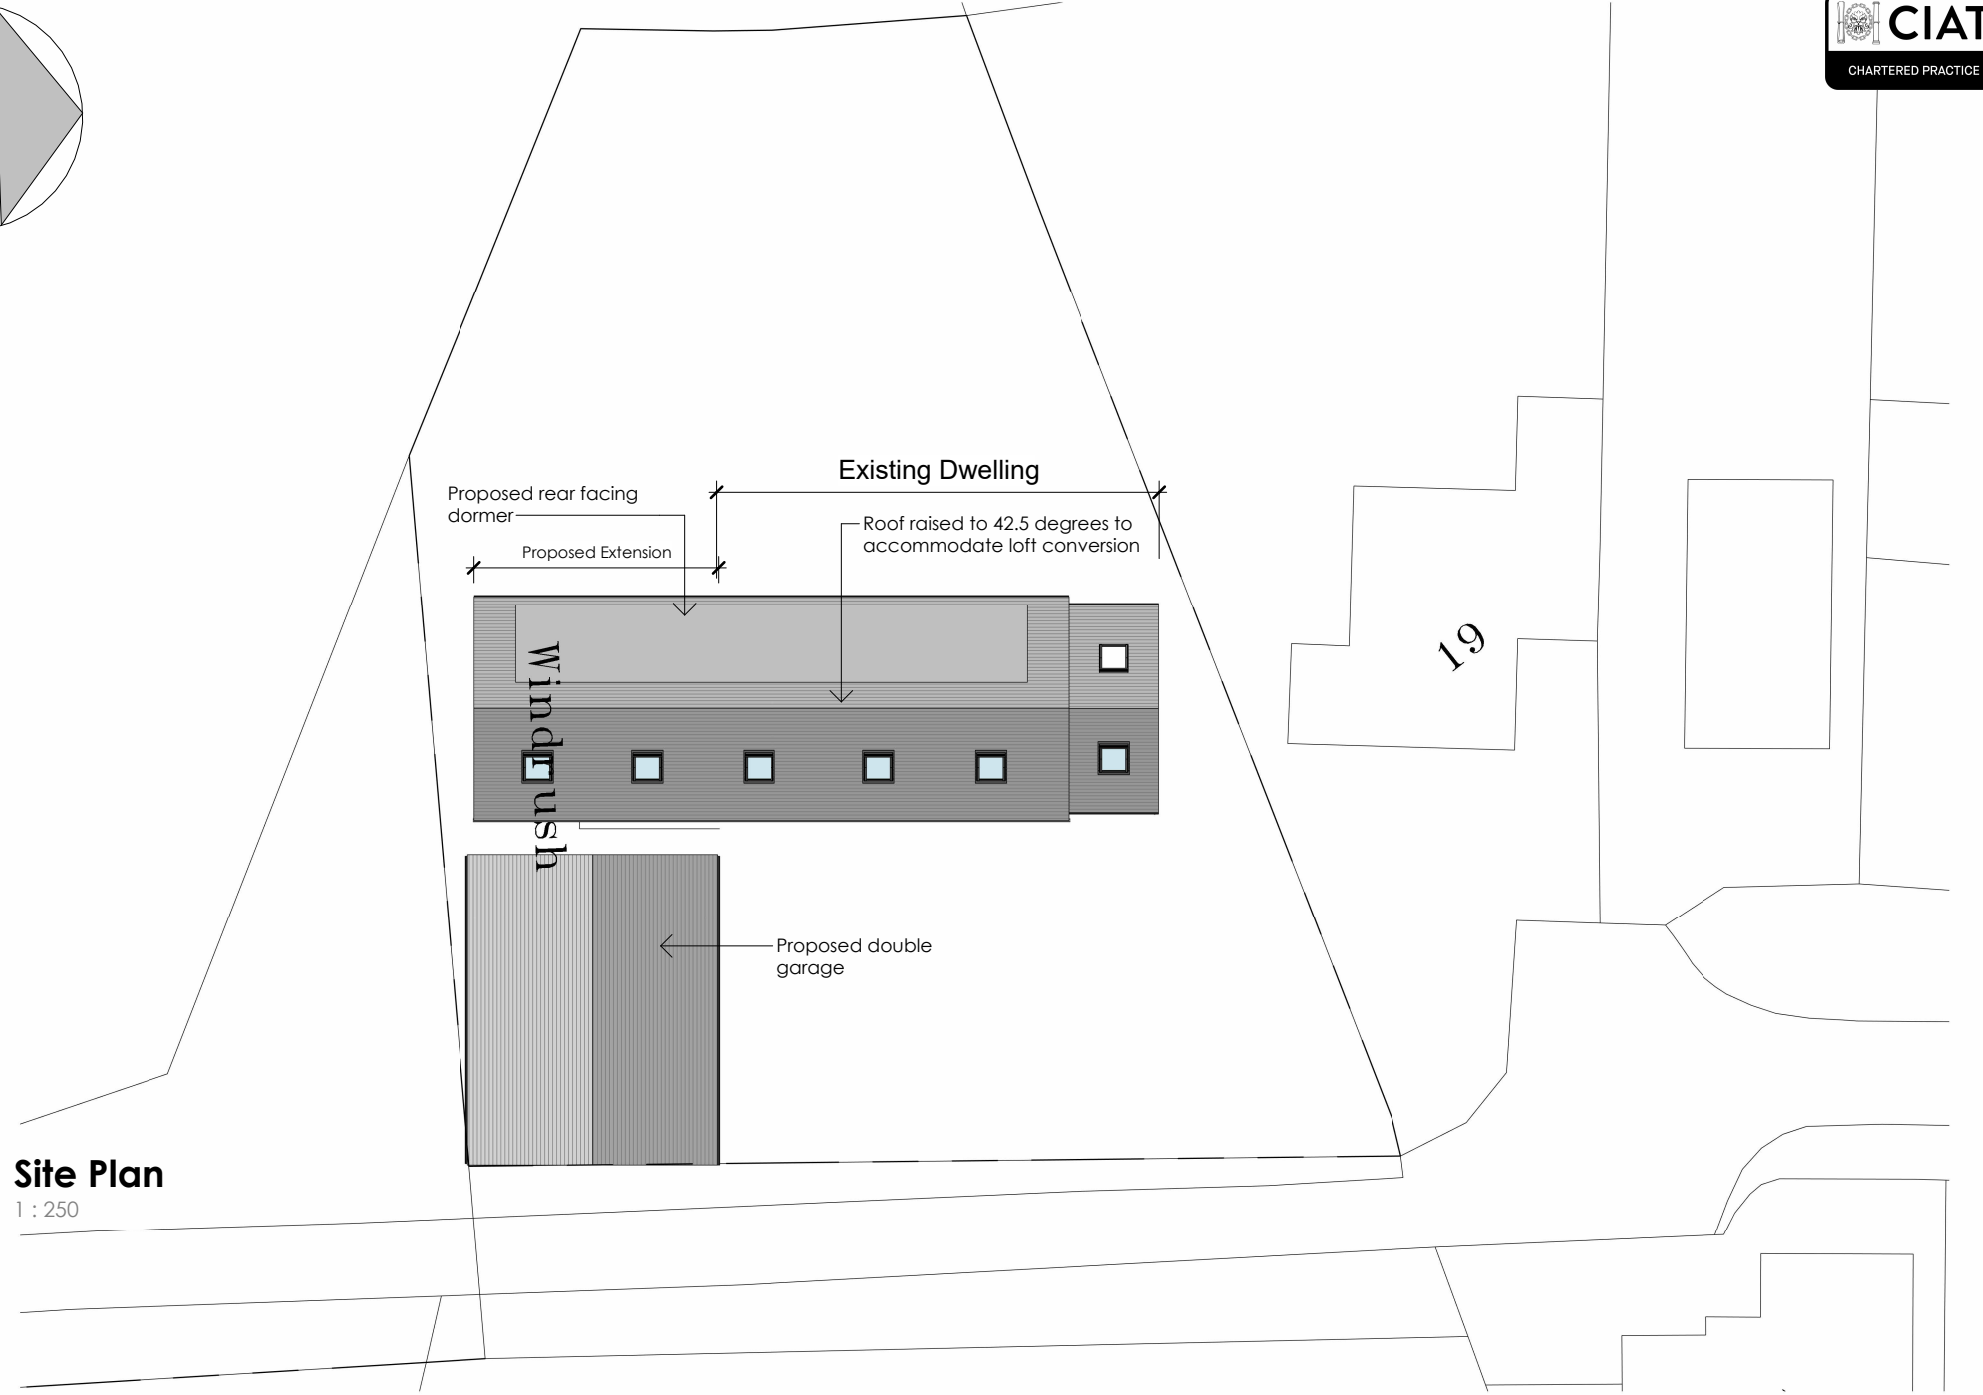 CIAT
CHARTERED PRACTICE
Existing Dwelling
Proposed rear facing
dormer
Roof raised to 42.5 degrees to
accommodate loft conversion
Proposed Extension
Windrush
19
Proposed double
garage
Site Plan
1 : 250